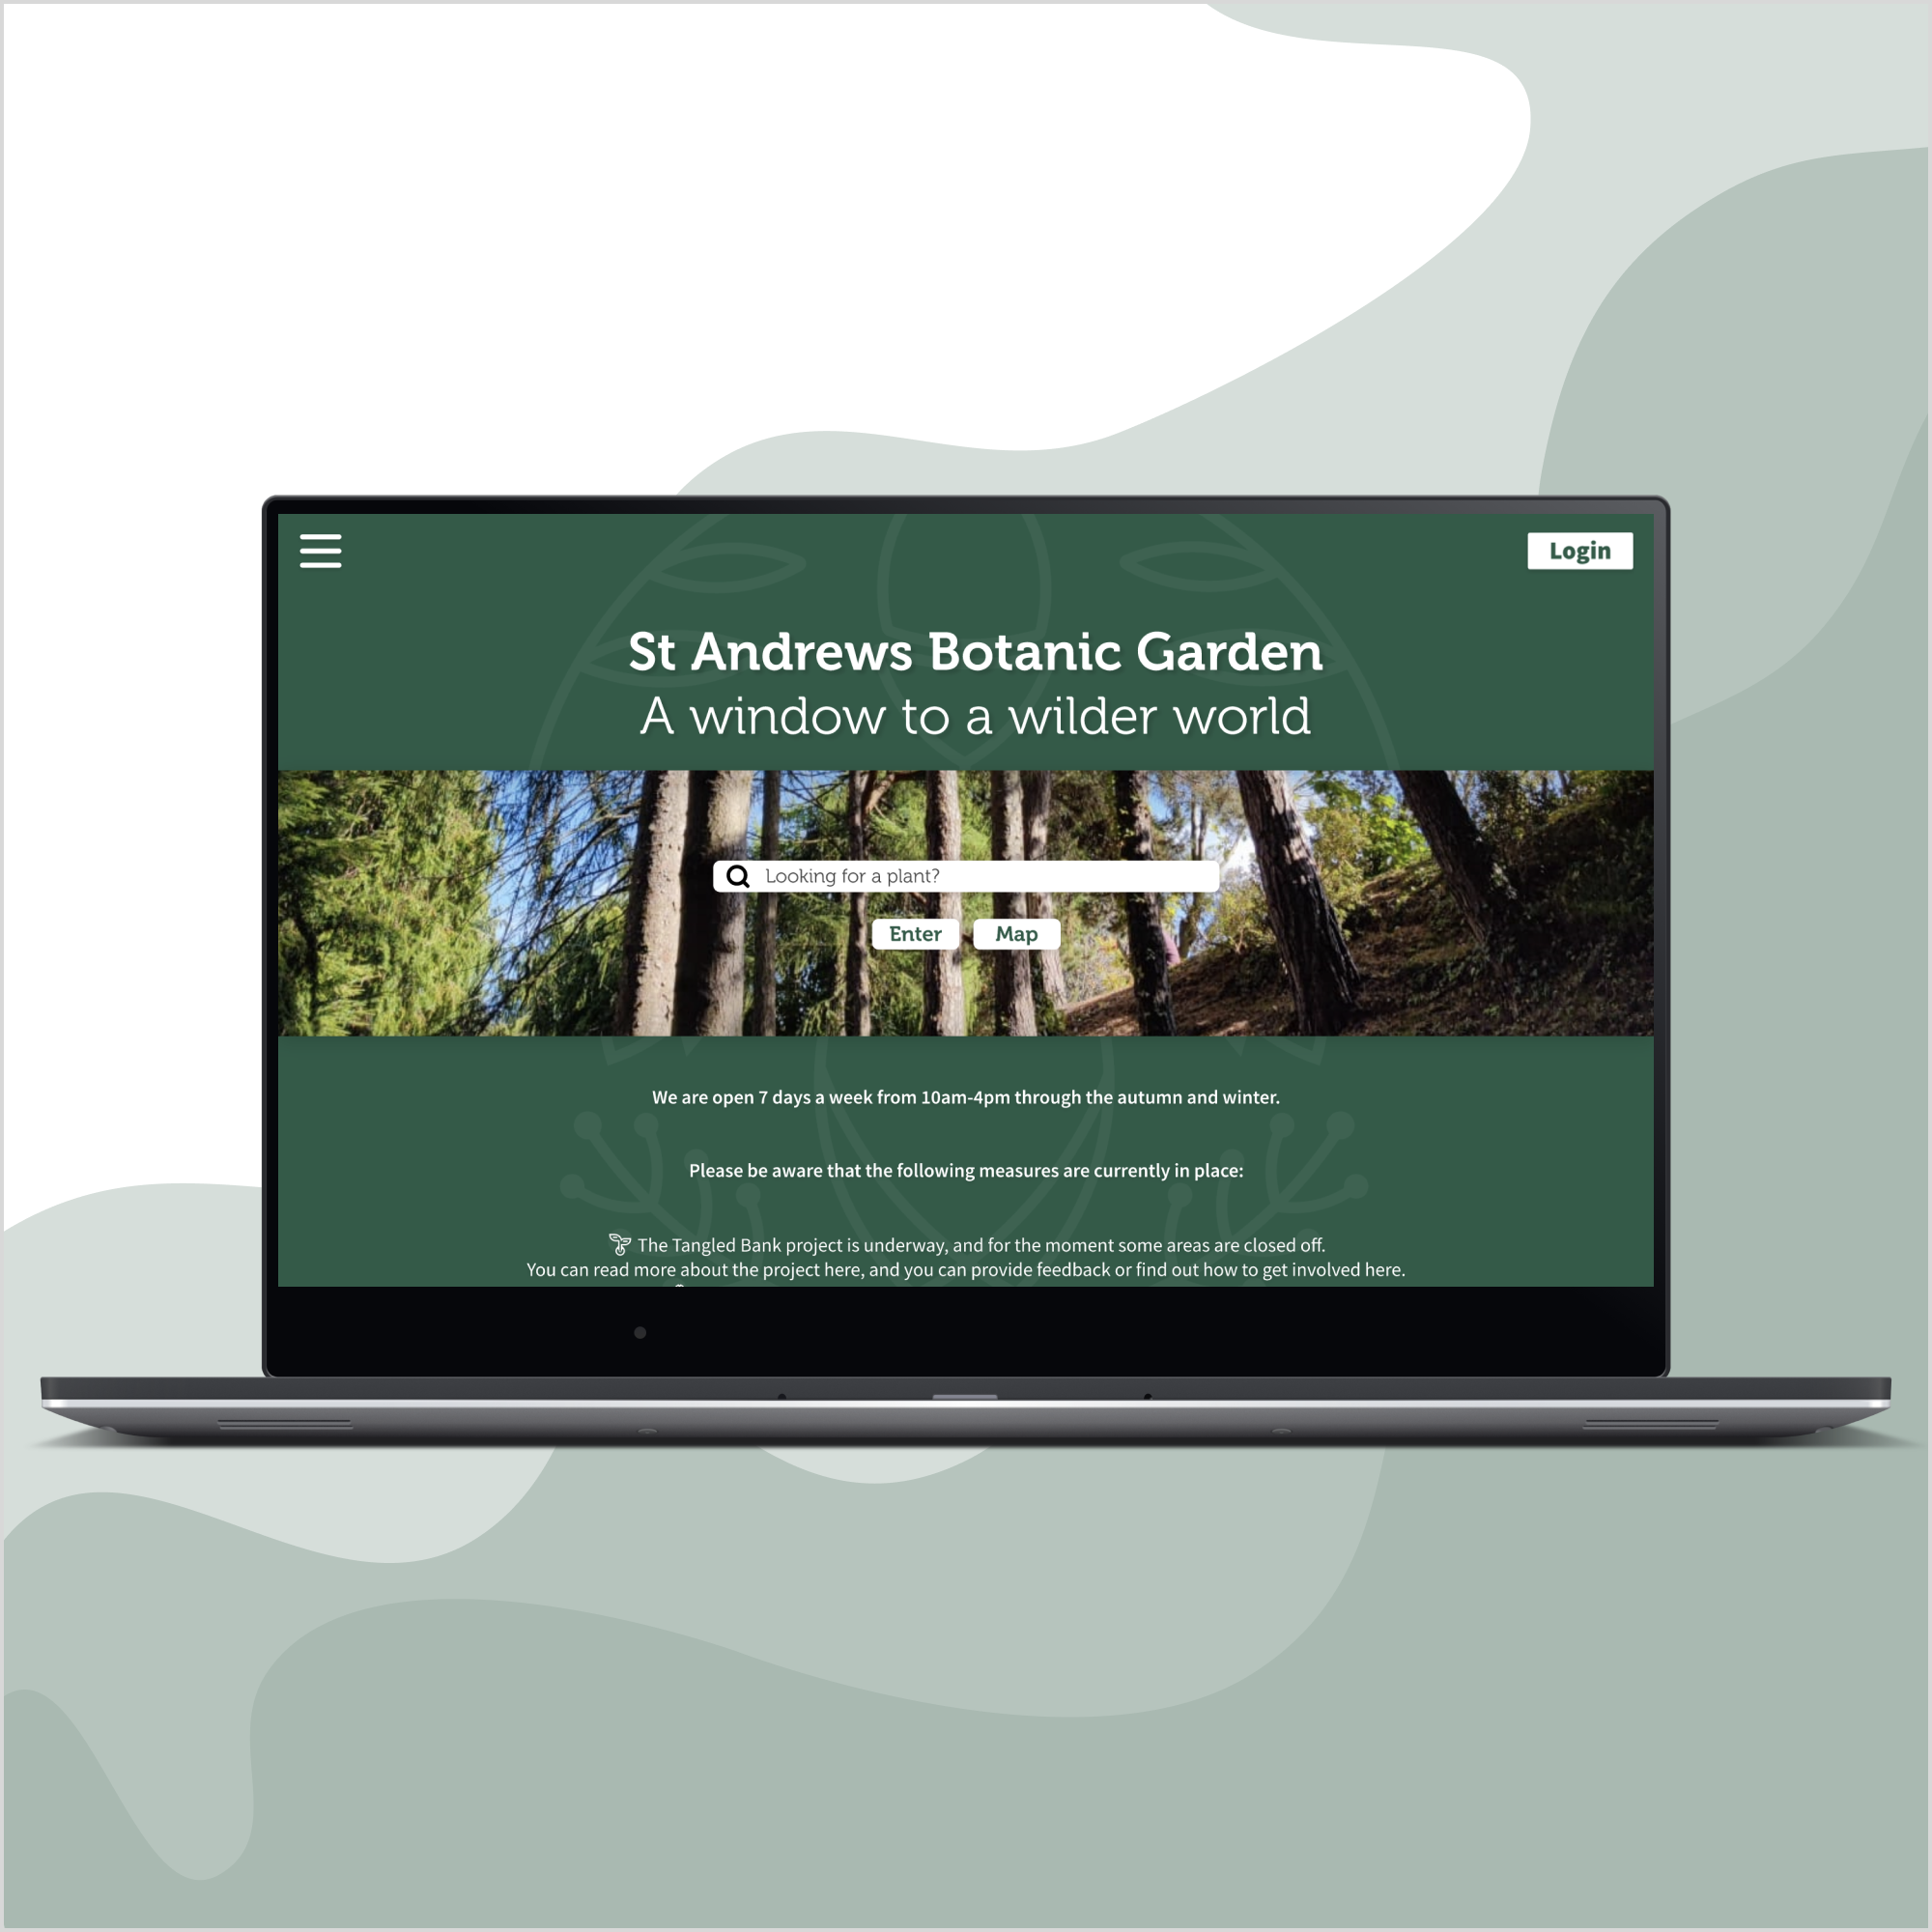 Login
St Andrews Botanic Garden
A window to a wilder world
Looking for a plant?
Enter Map
We are open 7 days a week from 10am-4pm through the autumn and winter.
Please be aware that the following measures are currently in place:
The Tangled Bank project is underway, and for the moment some areas are closed off.
You can read more about the project here, and you can provide feedback or find out how to get involved here.